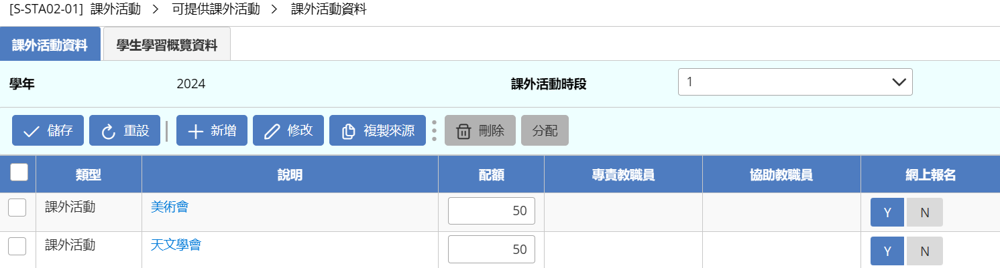 [S-STA02-01] 課外活動 > 可提供課外活動 > 課外活動資料
課外活動資料 學生學習概覽資料
學年 2024 課外活動時段 1
儲存 重設 新增 修改 複製來源 刪除 分配
類型 說明 配額 專責教職員 協助教職員 網上報名
課外活動 美術會 50 Y N
課外活動 天文學會 50 Y N